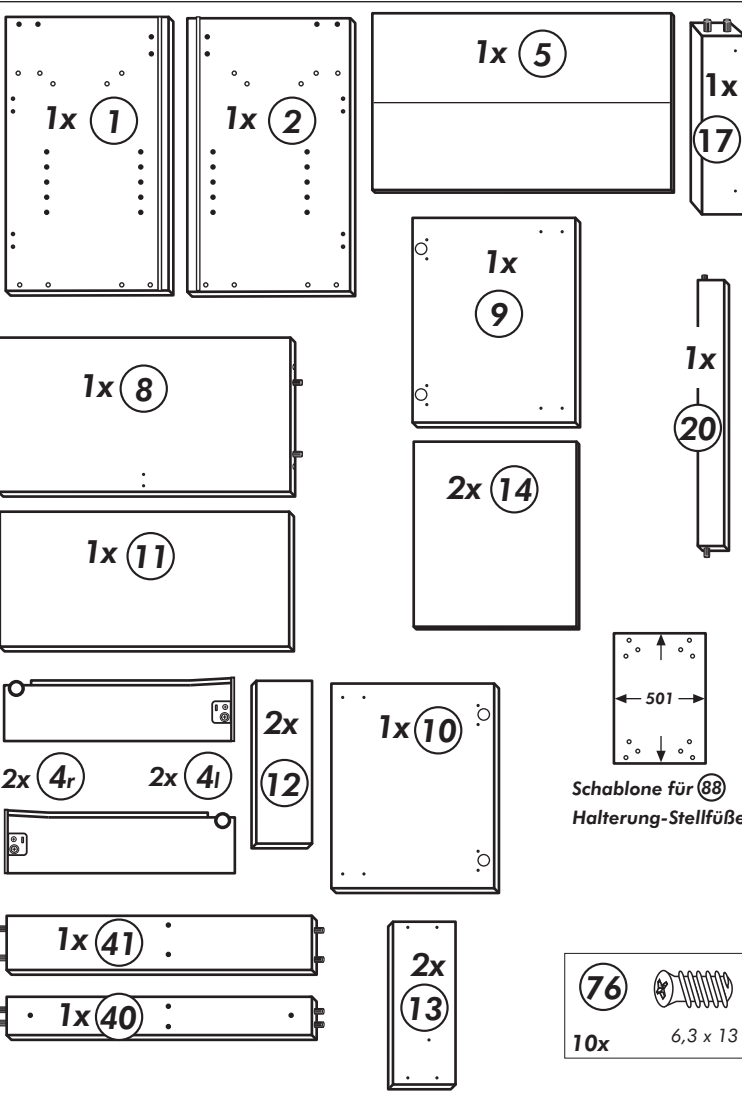 1x 1
1x 2
1x 5
1x
17
1x
9
1x 8
1x
20
2x 14
1x 11
501
2x 4r
2x 4l
2x
12
1x 10
Schablone für 88
Halterung-Stellfüße
1x 41
2x
13
1x 40
76
10x
6,3 x 13